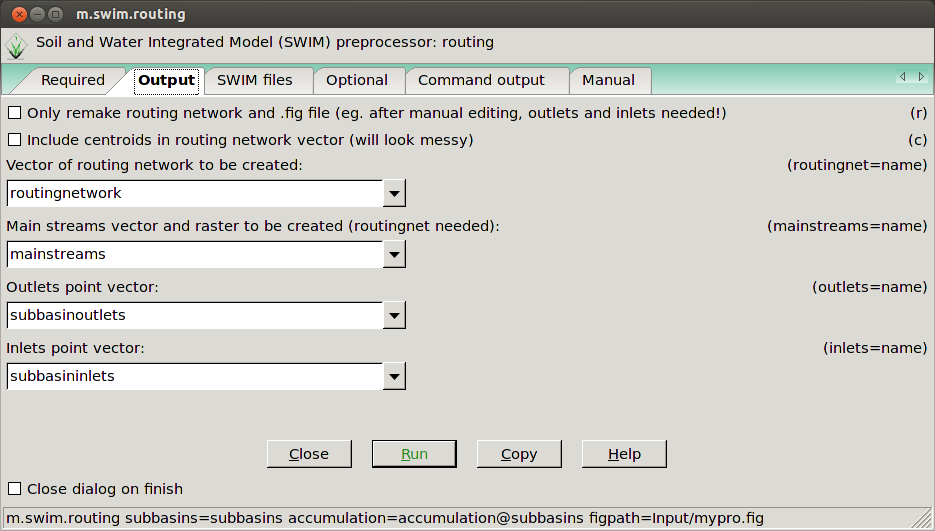 m.swim.routing
Soil and Water Integrated Model (SWIM) preprocessor: routing
Required Output SWIM files Optional Command output Manual
Only remake routing network and .fig file (eg. after manual editing, outlets and inlets needed!) (r)
Include centroids in routing network vector (will look messy) (c)
Vector of routing network to be created: (routingnet=name)
routingnetwork
Main streams vector and raster to be created (routingnet needed): (mainstreams=name)
mainstreams
Outlets point vector: (outlets=name)
subbasinoutlets
Inlets point vector: (inlets=name)
subbasininlets
Close Run Copy Help
Close dialog on finish
m.swim.routing subbasins=subbasins accumulation=accumulation@subbasins figpath=Input/mypro.fig